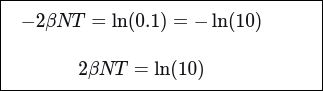 −2βNT = ln(0.1) = − ln(10)
2βNT = ln(10)